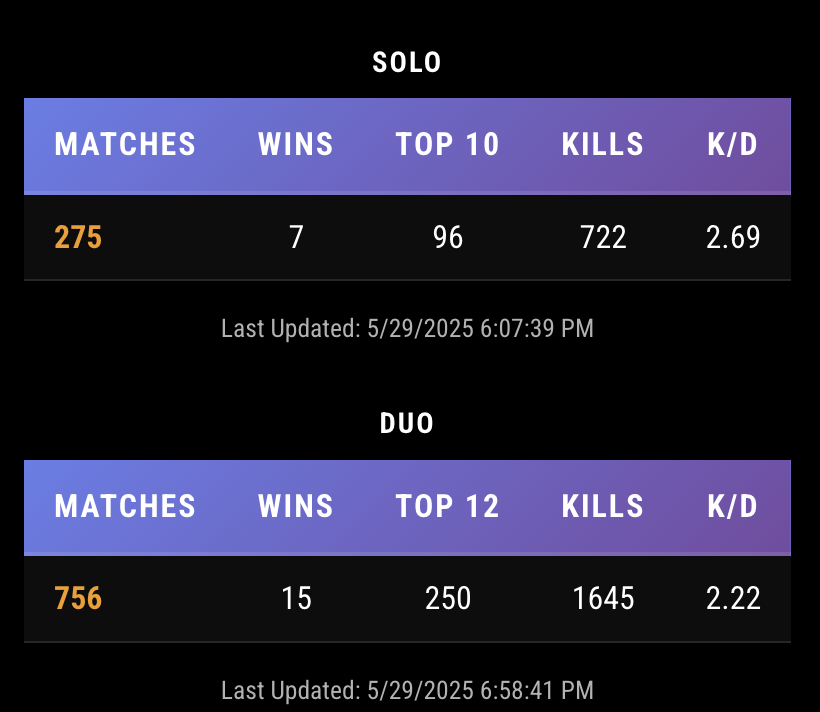 SOLO
MATCHES WINS TOP 10 KILLS K/D
275 7 96 722 2.69
Last Updated: 5/29/2025 6:07:39 PM
DUO
MATCHES WINS TOP 12 KILLS K/D
756 15 250 1645 2.22
Last Updated: 5/29/2025 6:58:41 PM